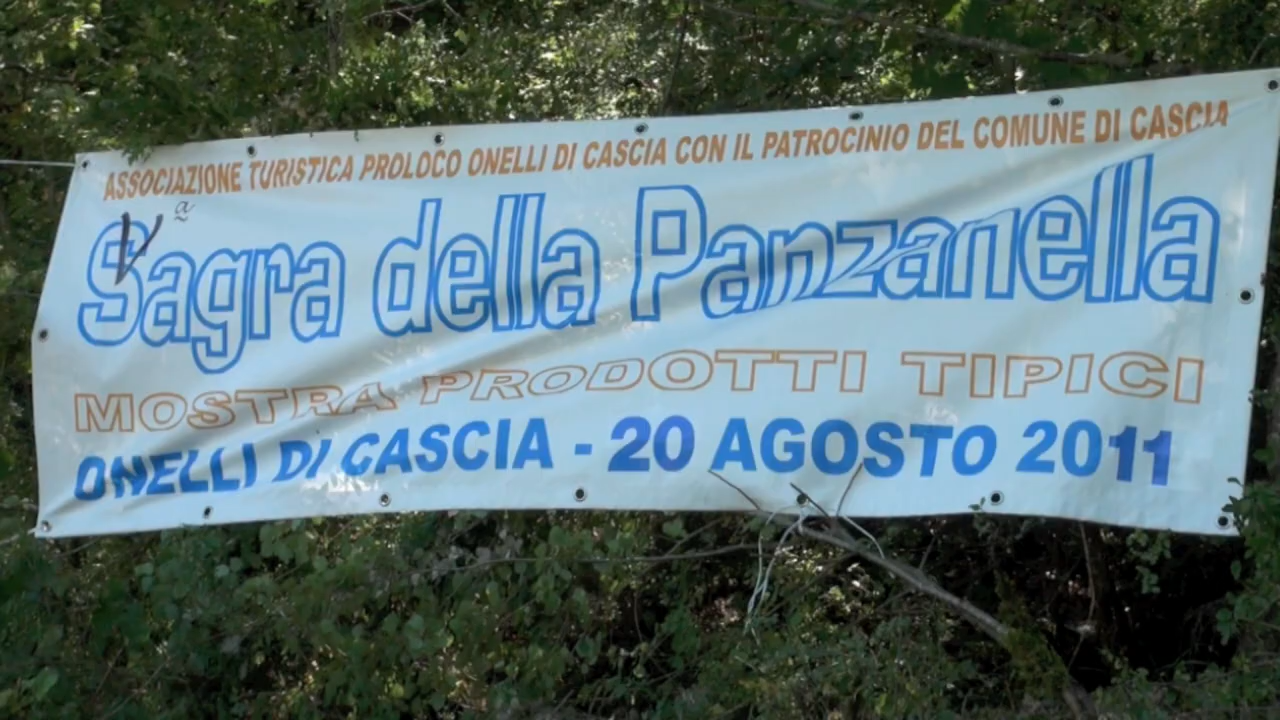 ASSOCIAZIONE TURISTICA PROLOCO ONELLI DI CASCIA CON IL PATROCINIO DEL COMUNE DI CASCIA
Vª
Sagra della Panzanella
MOSTRA PRODOTTI TIPICI
ONELLI DI CASCIA - 20 AGOSTO 2011